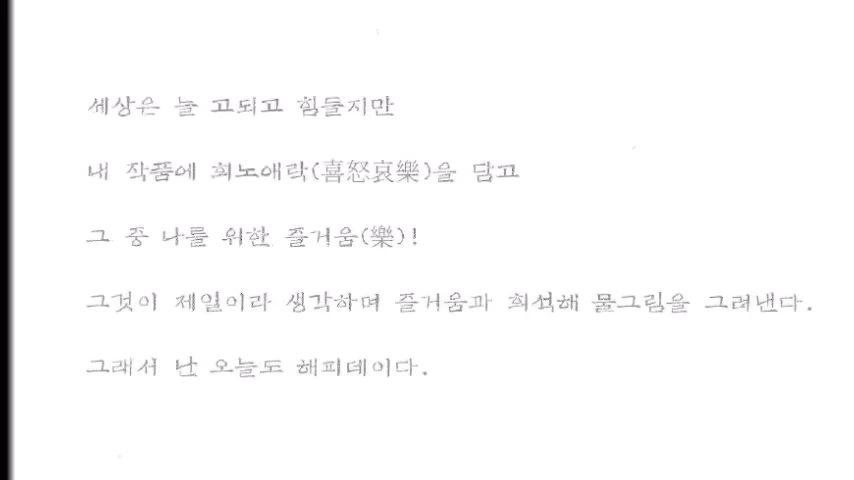 세상은 늘 고되고 힘들지만
내 작품에 희노애락(喜怒哀樂)을 담고
그 중 나를 위한 즐거움(樂)!
그것이 제일이라 생각하며 즐거움과 희석해 물그림을 그려낸다.
그래서 난 오늘도 해피데이다.